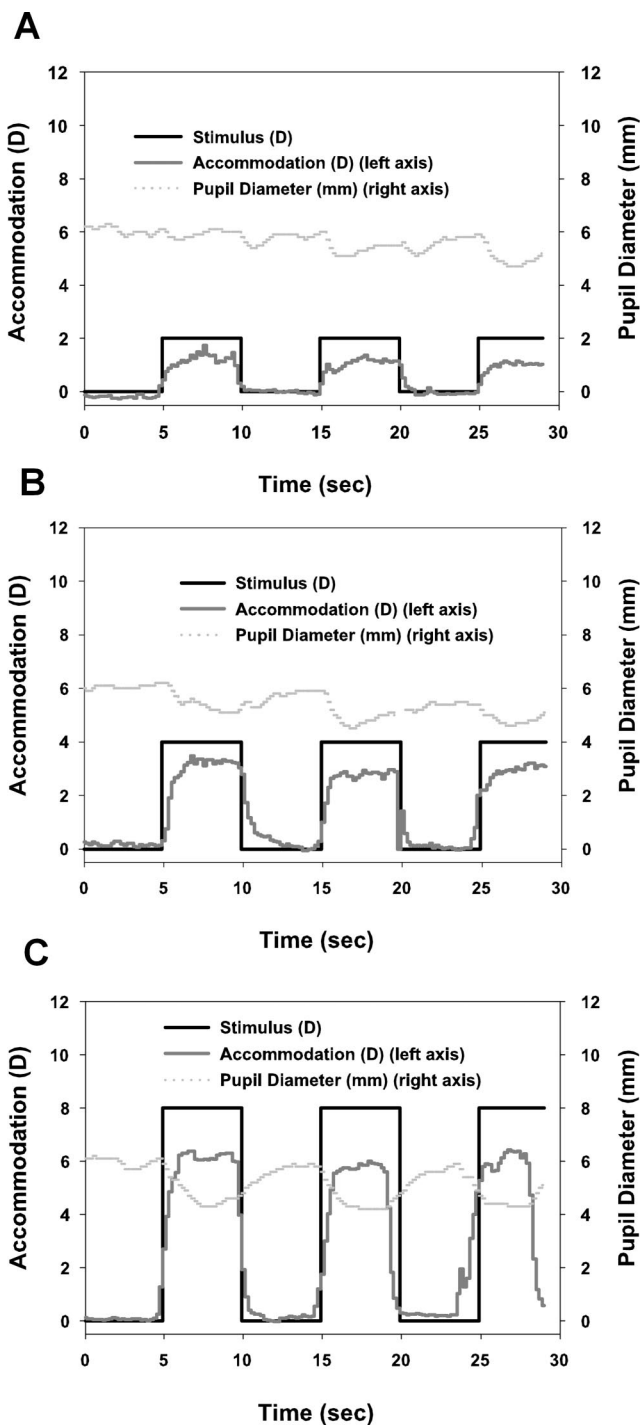 A
12
10
8
6
4
2
0
Accommodation (D)
Stimulus (D)
Accommodation (D) (left axis)
Pupil Diameter (mm) (right axis)
12
10
8
6
4
2
0
Pupil Diameter (mm)
0 5 10 15 20 25 30
Time (sec)
B
12
10
8
6
4
2
0
Accommodation (D)
Stimulus (D)
Accommodation (D) (left axis)
Pupil Diameter (mm) (right axis)
12
10
8
6
4
2
0
Pupil Diameter (mm)
0 5 10 15 20 25 30
Time (sec)
C
12
10
8
6
4
2
0
Accommodation (D)
Stimulus (D)
Accommodation (D) (left axis)
Pupil Diameter (mm) (right axis)
12
10
8
6
4
2
0
Pupil Diameter (mm)
0 5 10 15 20 25 30
Time (sec)